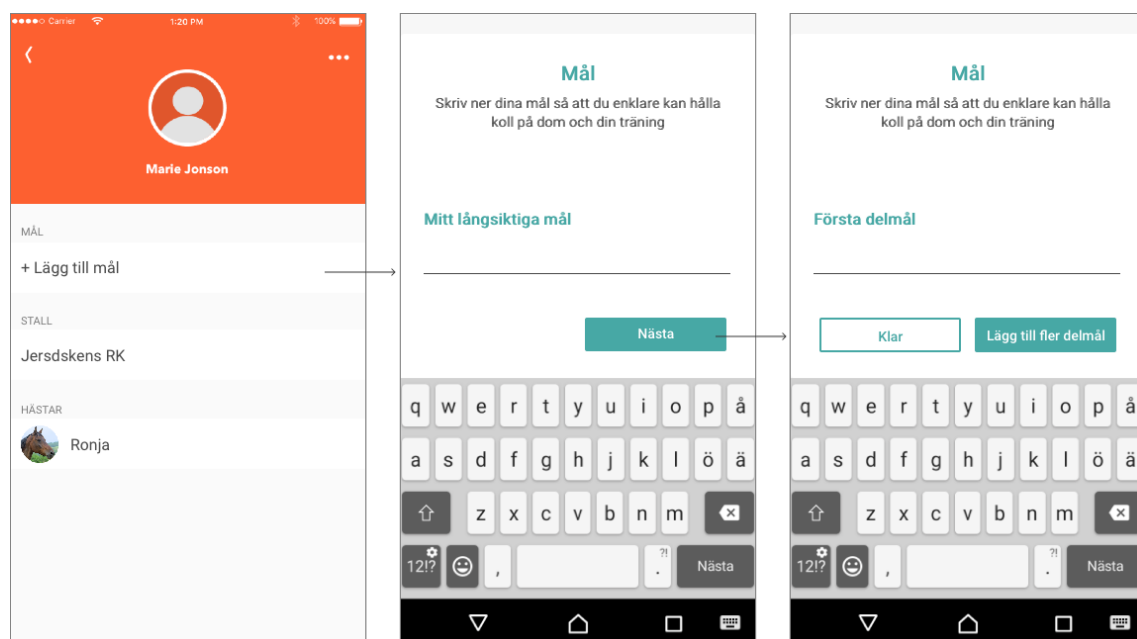 Carrier 1:20 PM 100%
Marie Jonson
MÅL
+ Lägg till mål
STALL
Jersdskens RK
HÄSTAR
Ronja
Mål
Skriv ner dina mål så att du enklare kan hålla
koll på dom och din träning
Mitt långsiktiga mål
Nästa
q w e r t y u i o p å
a s d f g h j k l ö ä
z x c v b n m
12!? , ?! . Nästa
Mål
Skriv ner dina mål så att du enklare kan hålla
koll på dom och din träning
Första delmål
Klar Lägg till fler delmål
q w e r t y u i o p å
a s d f g h j k l ö ä
z x c v b n m
12!? , ?! . Nästa